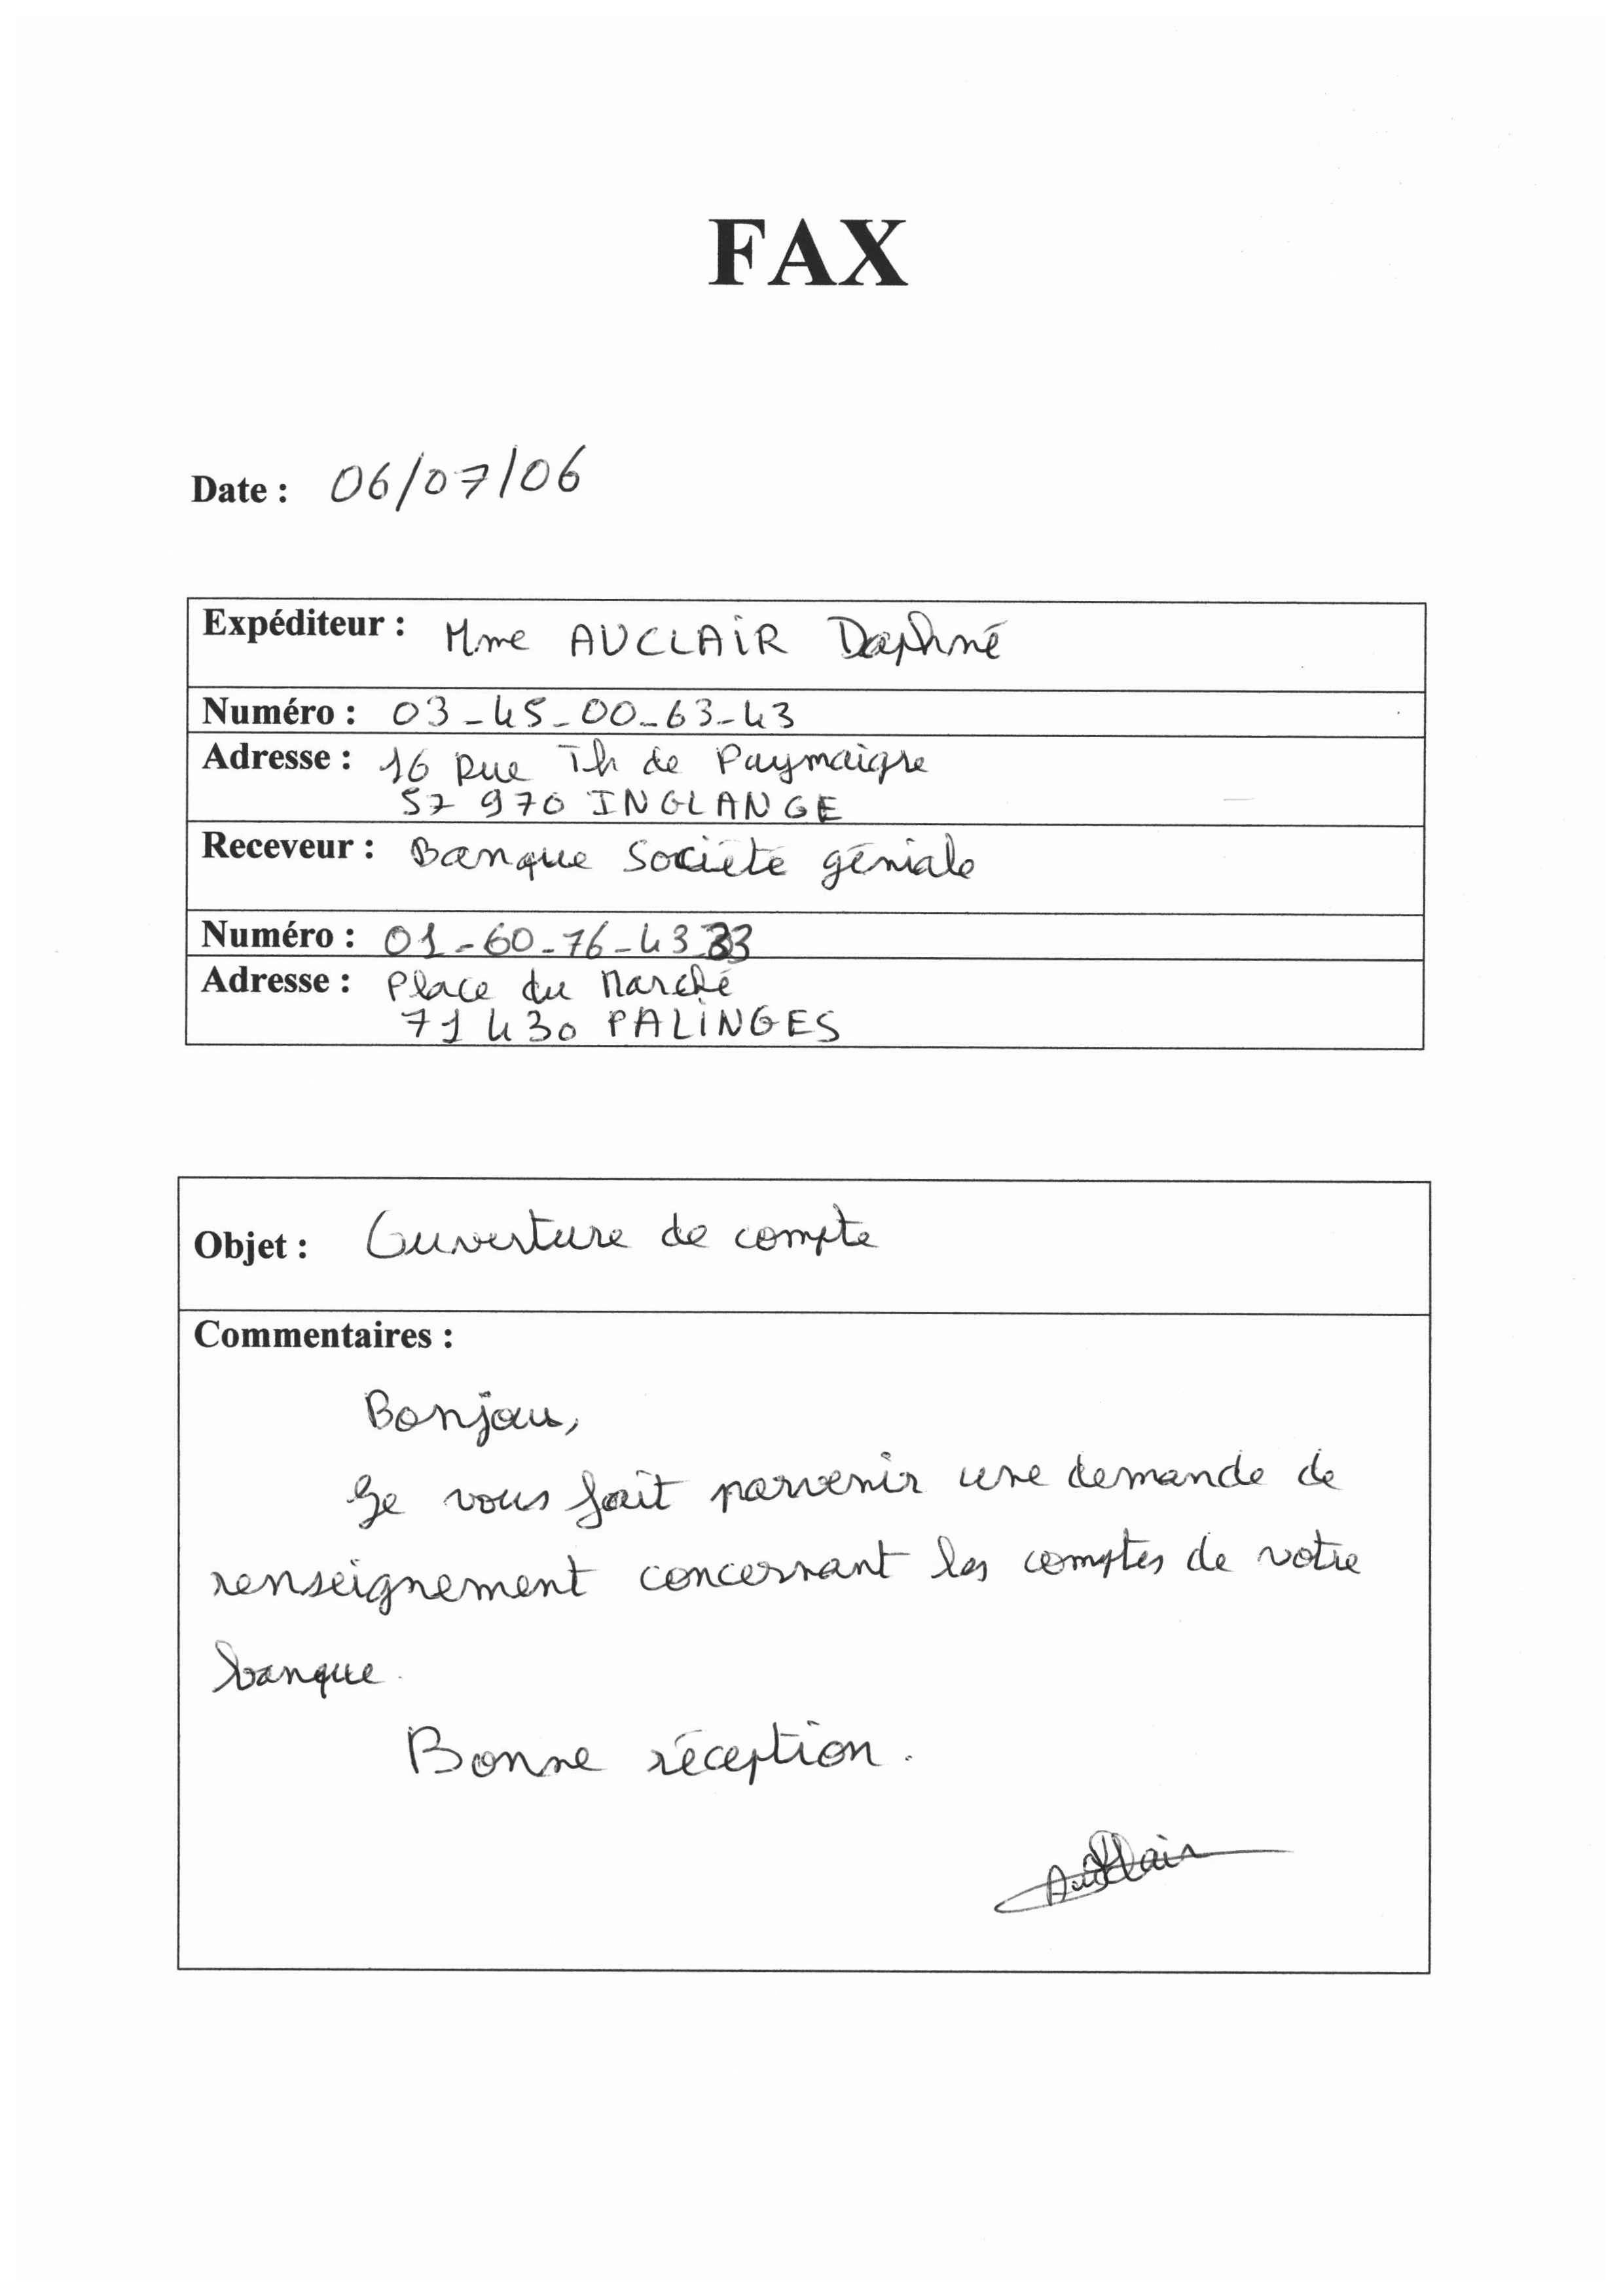 FAX
Date : 06/07/06
Expéditeur : Mme AUCLAIR Daphné
Numéro : 03-45-00-63-43
Adresse : 16 Rue Th de Puymaigre
57 970 INGLANGE
Receveur : Banque Société géniale
Numéro : 01-60-76-43 33
Adresse : Place du Marché
71 430 PALINGES
Objet : Ouverture de compte
Commentaires :
Bonjour,
Je vous fait parvenir une demande de
renseignement concernant les comptes de votre
banque.
Bonne réception.
Auclair